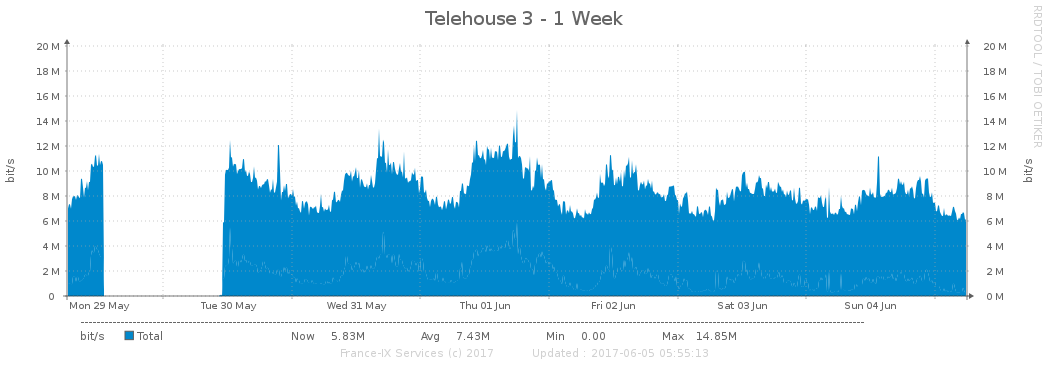 Telehouse 3 - 1 Week
RRDTOOL / TOBI OETIKER
20 M 20 M
18 M 18 M
16 M 16 M
14 M 14 M
12 M 12 M
10 M 10 M
8 M 8 M
6 M 6 M
4 M 4 M
2 M 2 M
0 0 M
bit/s bit/s
Mon 29 May Tue 30 May Wed 31 May Thu 01 Jun Fri 02 Jun Sat 03 Jun Sun 04 Jun
bit/s Total Now 5.83M Avg 7.43M Min 0.00 Max 14.85M
France-IX Services (c) 2017 Updated : 2017-06-05 05:55:13